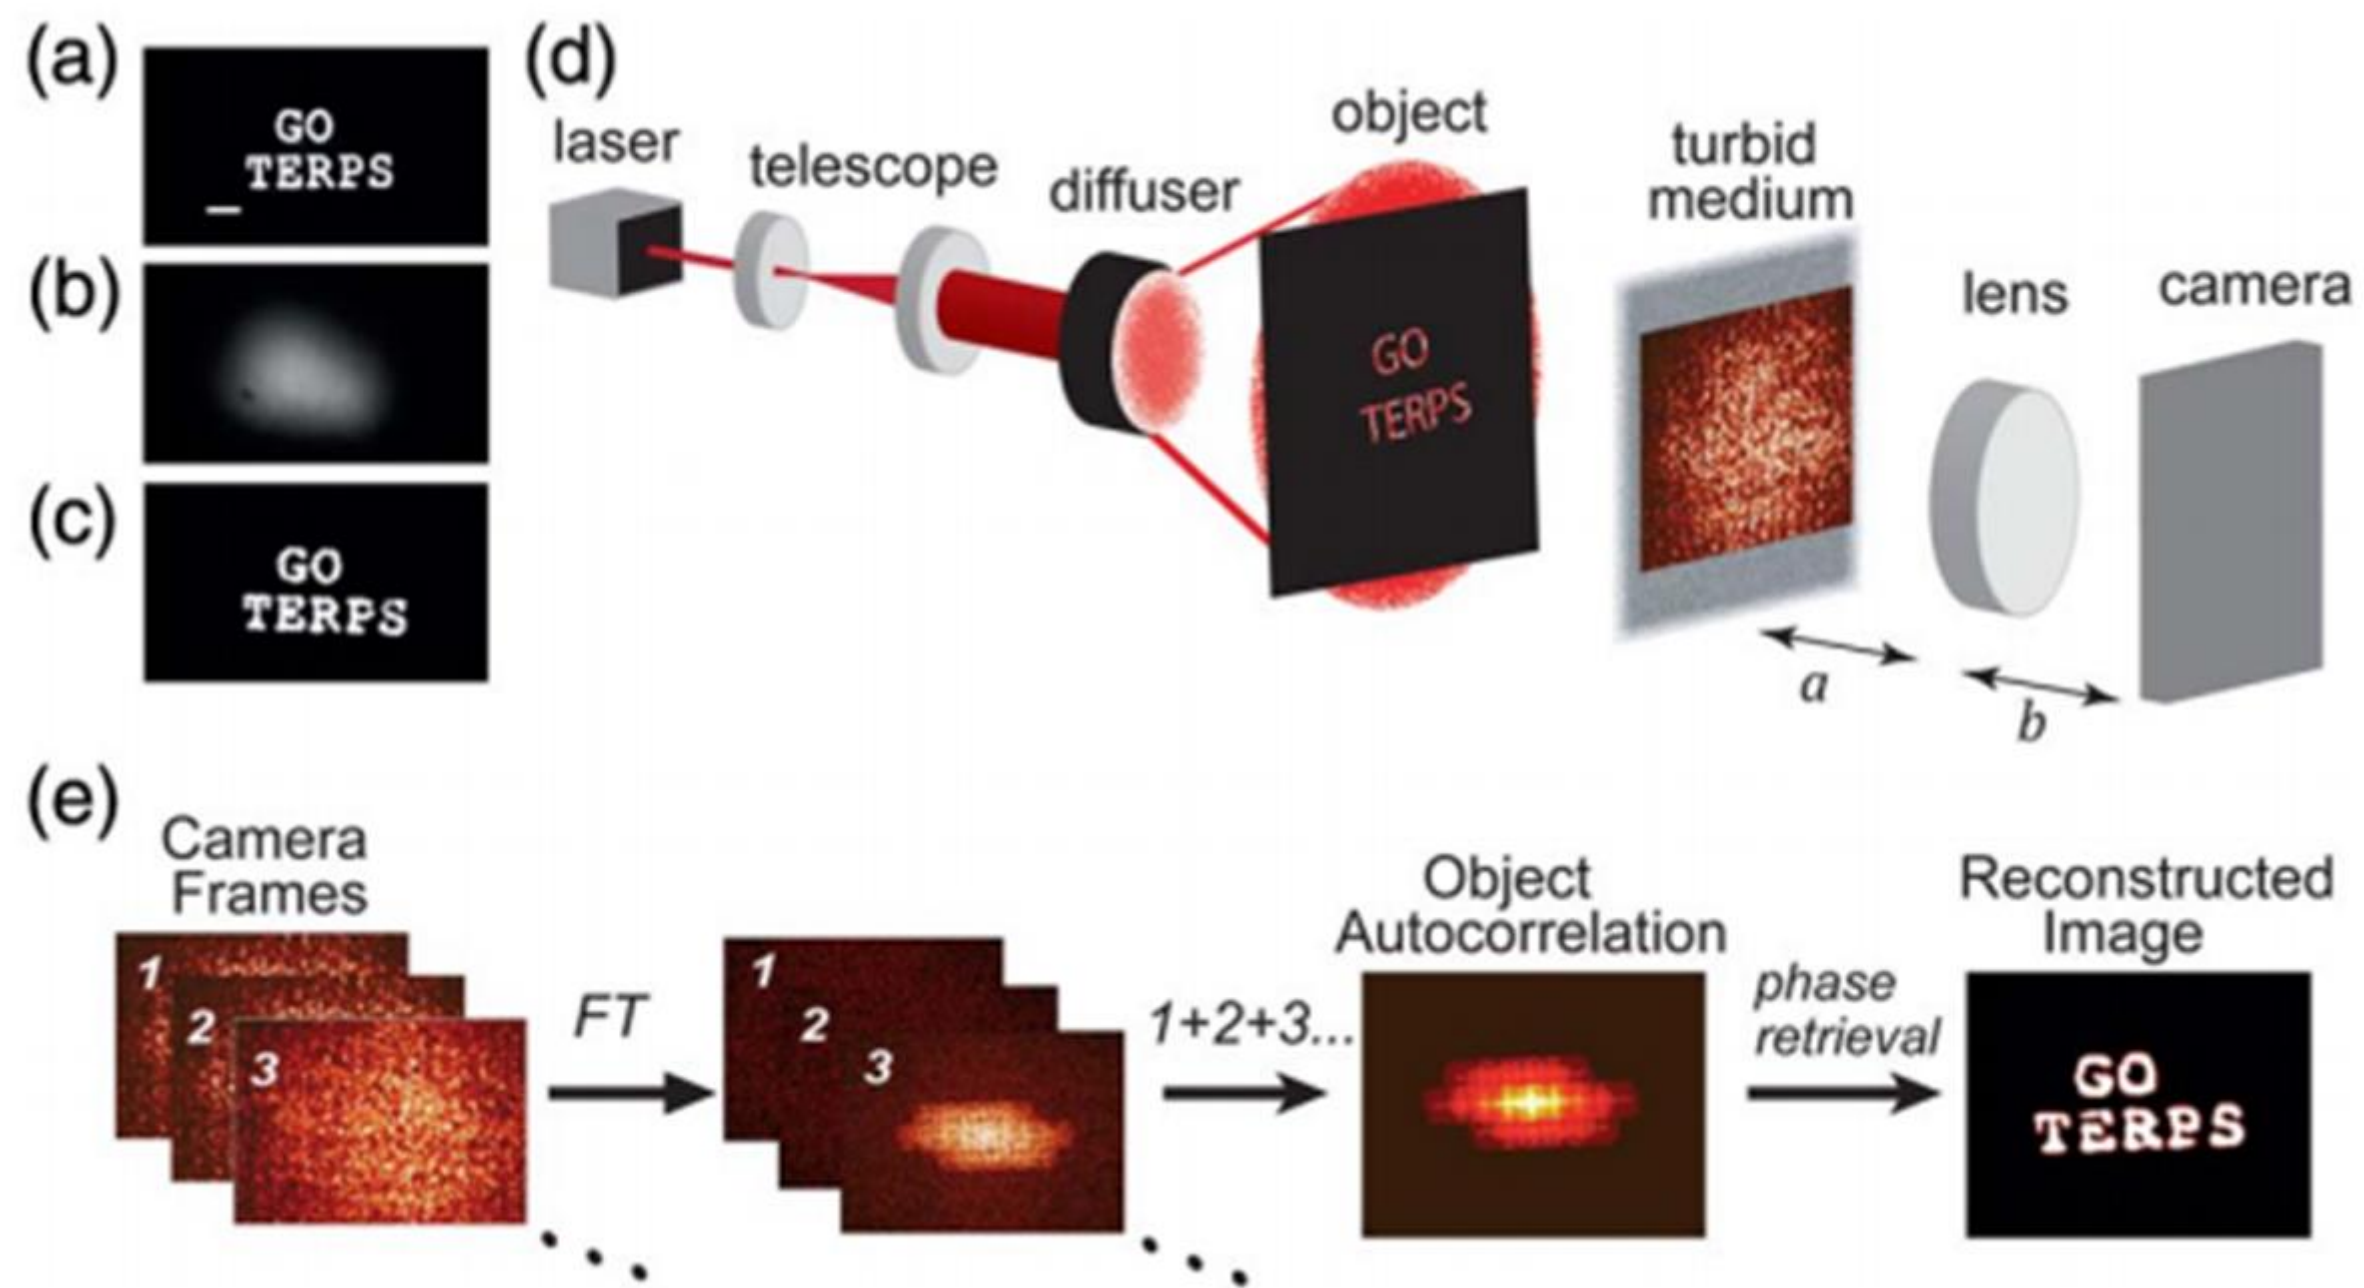 (a)
GO
_TERPS
(b)
(c)
GO
TERPS
(d)
laser
telescope
diffuser
object
GO
TERPS
turbid
medium
lens
camera
a
b
(e)
Camera
Frames
1
2
3
FT
1
2
3
1+2+3...
Object
Autocorrelation
phase
retrieval
Reconstructed
Image
GO
TERPS